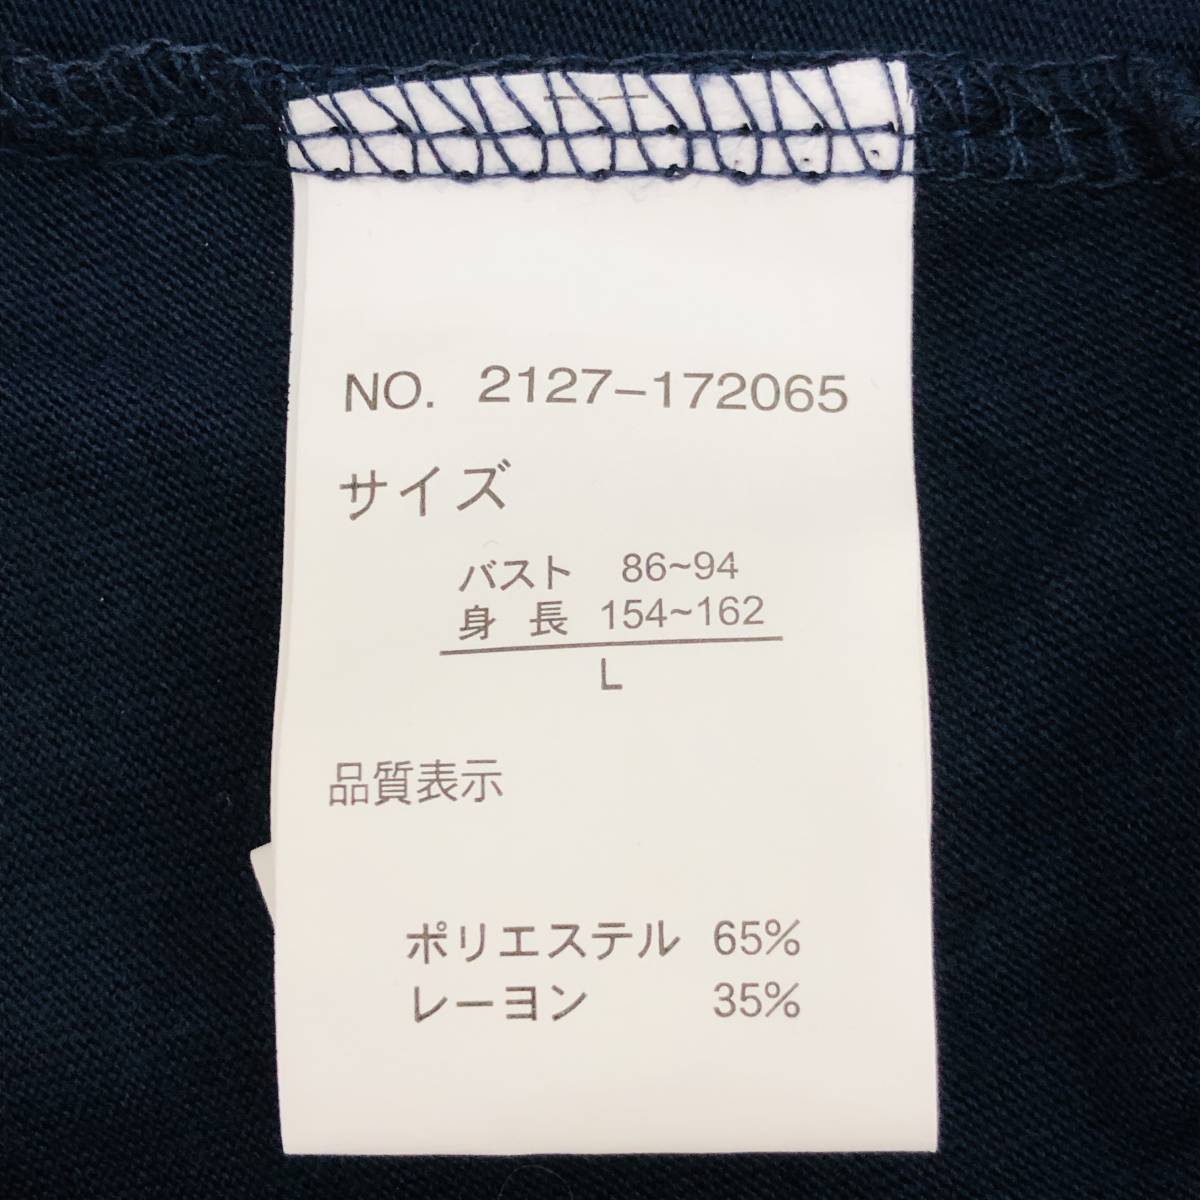 NO. 2127-172065
サイズ
バスト 86~94
身長 154~162
L
品質表示
ポリエステル 65%
レーヨン 35%